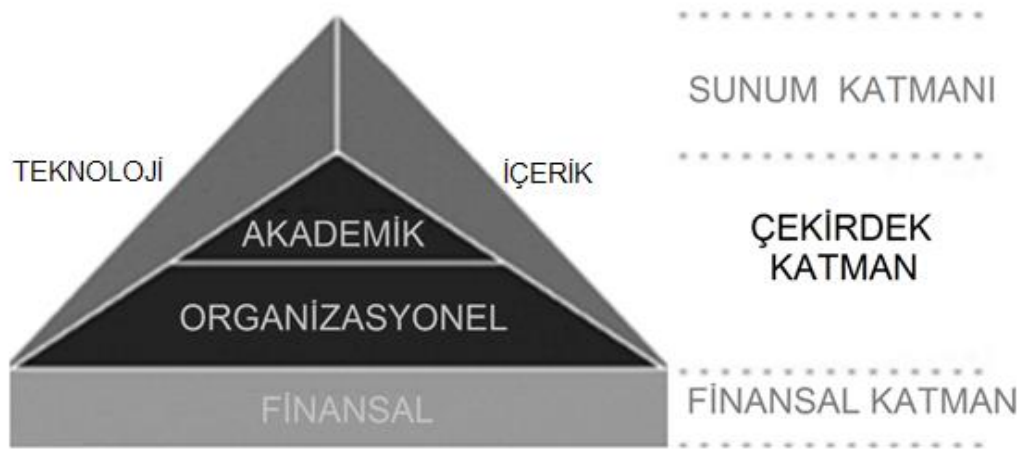 SUNUM KATMANI
TEKNOLOJİ
İÇERİK
AKADEMİK
ÇEKİRDEK
KATMAN
ORGANİZASYONEL
FİNANSAL
FİNANSAL KATMAN